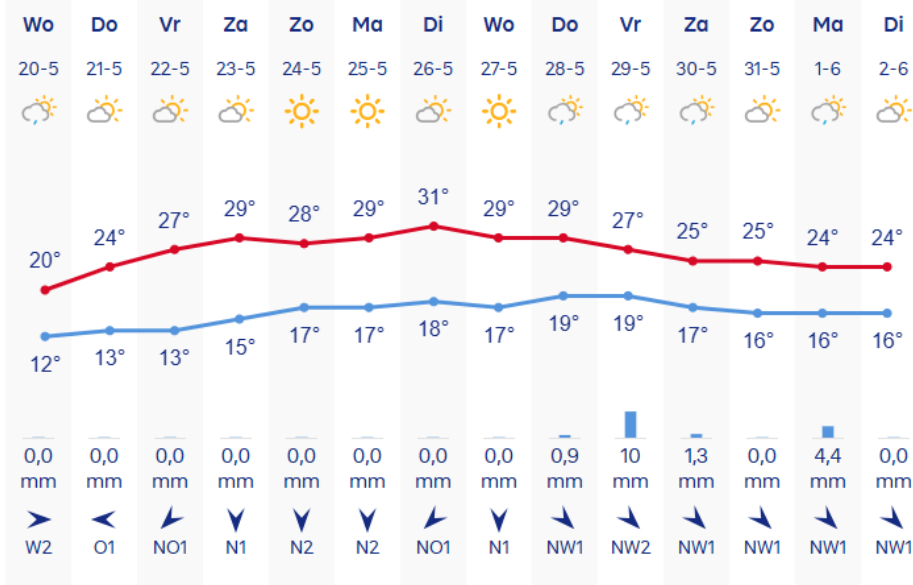 Wo Do Vr Za Zo Ma Di Wo Do Vr Za Zo Ma Di
20-5 21-5 22-5 23-5 24-5 25-5 26-5 27-5 28-5 29-5 30-5 31-5 1-6 2-6
20° 24° 27° 29° 28° 29° 31° 29° 29° 27° 25° 25° 24° 24°
12° 13° 13° 15° 17° 17° 18° 17° 19° 19° 17° 16° 16° 16°
0,0 0,0 0,0 0,0 0,0 0,0 0,0 0,0 0,9 10 1,3 0,0 4,4 0,0
mm mm mm mm mm mm mm mm mm mm mm mm mm mm
W2 O1 NO1 N1 N2 N2 NO1 N1 NW1 NW2 NW1 NW1 NW1 NW1